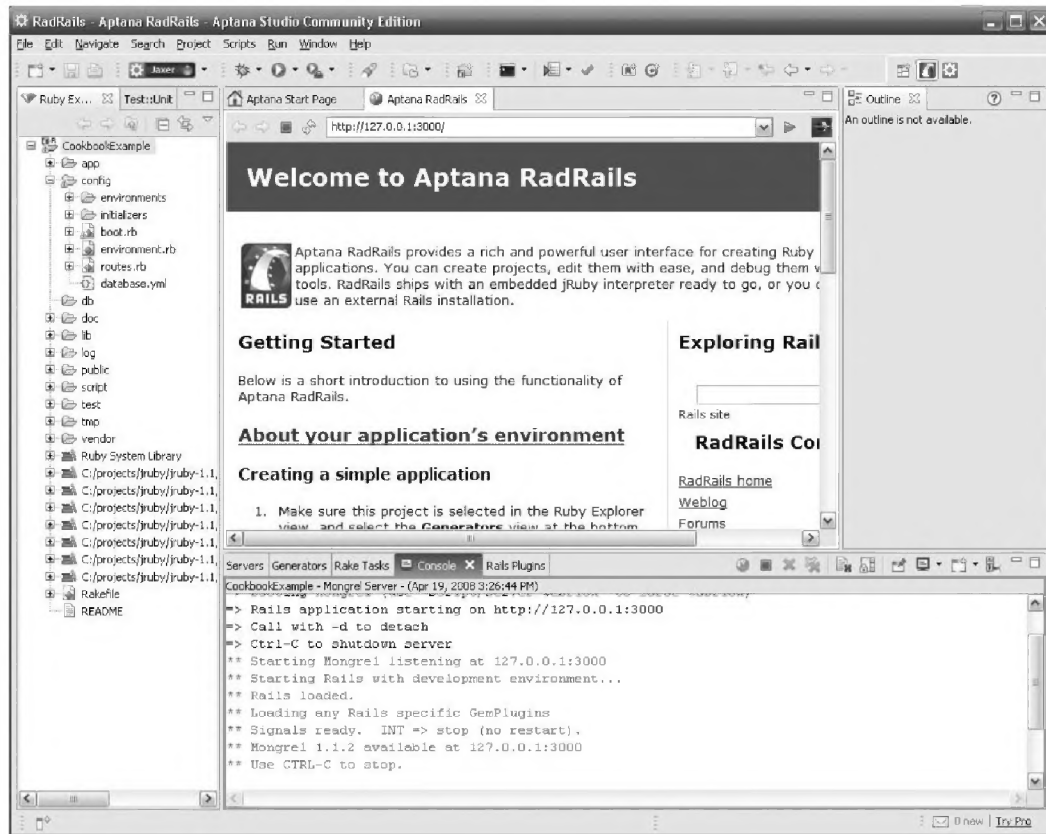 RadRails - Aptana RadRails - Aptana Studio Community Edition
File Edit Navigate Search Project Scripts Run Window Help
Jaxer
Ruby Ex... Test::Unit
CookbookExample
app
config
environments
initializers
boot.rb
environment.rb
routes.rb
database.yml
db
doc
lib
log
public
script
test
tmp
vendor
Ruby System Library
C:/projects/jruby/jruby-1.1,
C:/projects/jruby/jruby-1.1,
C:/projects/jruby/jruby-1.1,
C:/projects/jruby/jruby-1.1,
C:/projects/jruby/jruby-1.1,
C:/projects/jruby/jruby-1.1,
C:/projects/jruby/jruby-1.1,
Rakefile
README
Aptana Start Page Aptana RadRails
http://127.0.0.1:3000/
Welcome to Aptana RadRails
RAILS
Aptana RadRails provides a rich and powerful user interface for creating Ruby
applications. You can create projects, edit them with ease, and debug them
tools. RadRails ships with an embedded jRuby interpreter ready to go, or you
use an external Rails installation.
Getting Started
Below is a short introduction to using the functionality of
Aptana RadRails.
About your application's environment
Creating a simple application
1. Make sure this project is selected in the Ruby Explorer
view, and select the Generators view at the bottom
Exploring Rail
Rails site
RadRails Co
RadRails home
Weblog
Forums
Outline
An outline is not available.
Servers Generators Rake Tasks Console Rails Plugins
CookbookExample - Mongrel Server - (Apr 19, 2008 3:26:44 PM)
=> Rails application starting on http://127.0.0.1:3000
=> Call with -d to detach
=> Ctrl-C to shutdown server
** Starting Mongrel listening at 127.0.0.1:3000
** Starting Rails with development environment...
** Rails loaded.
** Loading any Rails specific GemPlugins
** Signals ready. INT => stop (no restart).
** Mongrel 1.1.2 available at 127.0.0.1:3000
** Use CTRL-C to stop.
0 new Try Pro